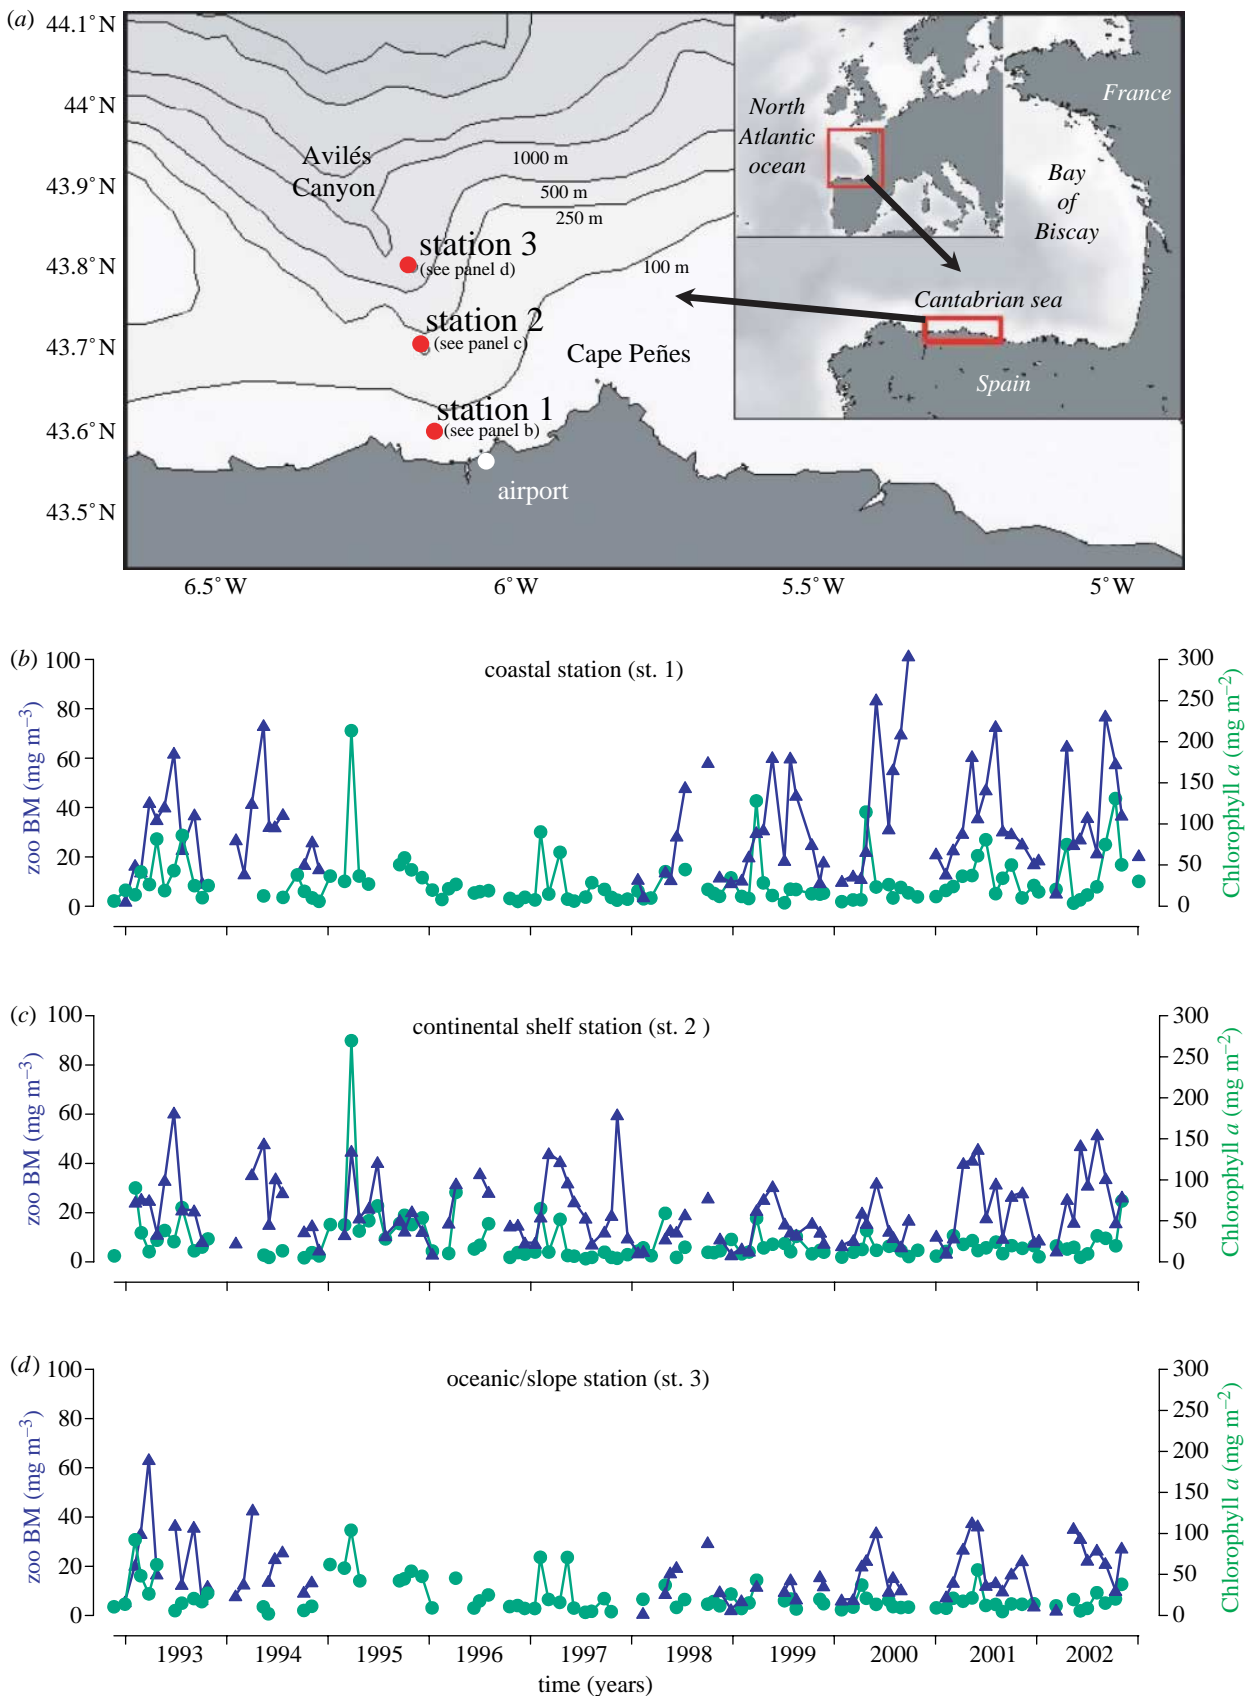 (a)
44.1°N
44°N
43.9°N
43.8°N
43.7°N
43.6°N
43.5°N
6.5°W
6°W
5.5°W
5°W
Avilés
Canyon
1000 m
500 m
250 m
100 m
station 3
(see panel d)
station 2
(see panel c)
station 1
(see panel b)
Cape Peñes
airport
North
Atlantic
ocean
France
Bay
of
Biscay
Cantabrian sea
Spain
(b)
coastal station (st. 1)
zoo BM (mg m⁻³)
100
80
60
40
20
0
Chlorophyll a (mg m⁻²)
300
250
200
150
100
50
0
(c)
continental shelf station (st. 2 )
zoo BM (mg m⁻³)
100
80
60
40
20
0
Chlorophyll a (mg m⁻²)
300
250
200
150
100
50
0
(d)
oceanic/slope station (st. 3)
zoo BM (mg m⁻³)
100
80
60
40
20
0
Chlorophyll a (mg m⁻²)
300
250
200
150
100
50
0
1993 1994 1995 1996 1997 1998 1999 2000 2001 2002
time (years)